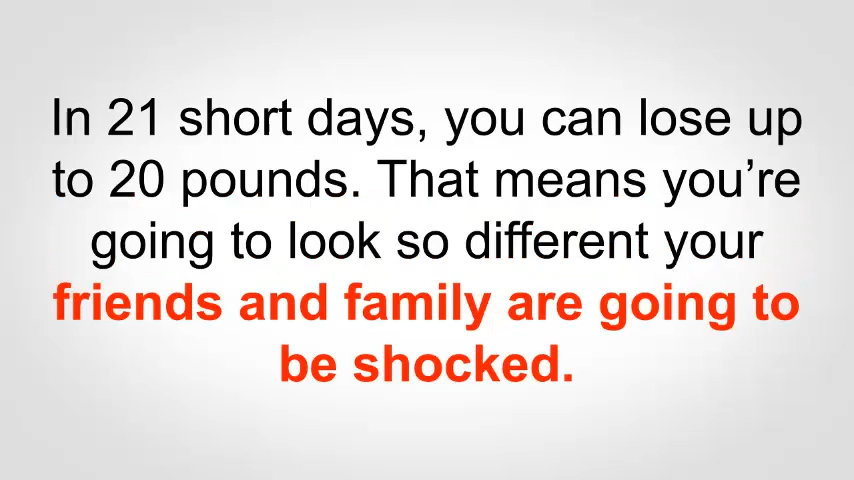 In 21 short days, you can lose up
to 20 pounds. That means you’re
going to look so different your
friends and family are going to
be shocked.